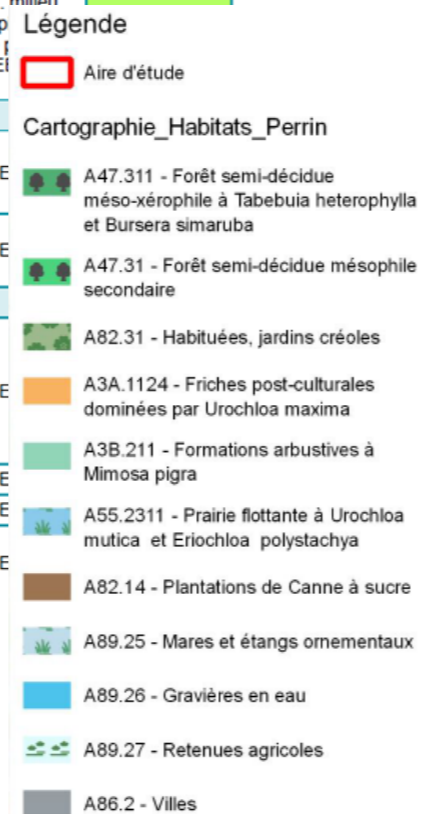 Légende
Aire d'étude
Cartographie_Habitats_Perrin
A47.311 - Forêt semi-décidue
méso-xérophile à Tabebuia heterophylla
et Bursera simaruba
A47.31 - Forêt semi-décidue mésophile
secondaire
A82.31 - Habituées, jardins créoles
A3A.1124 - Friches post-culturales
dominées par Urochloa maxima
A3B.211 - Formations arbustives à
Mimosa pigra
A55.2311 - Prairie flottante à Urochloa
mutica et Eriochloa polystachya
A82.14 - Plantations de Canne à sucre
A89.25 - Mares et étangs ornementaux
A89.26 - Gravières en eau
A89.27 - Retenues agricoles
A86.2 - Villes